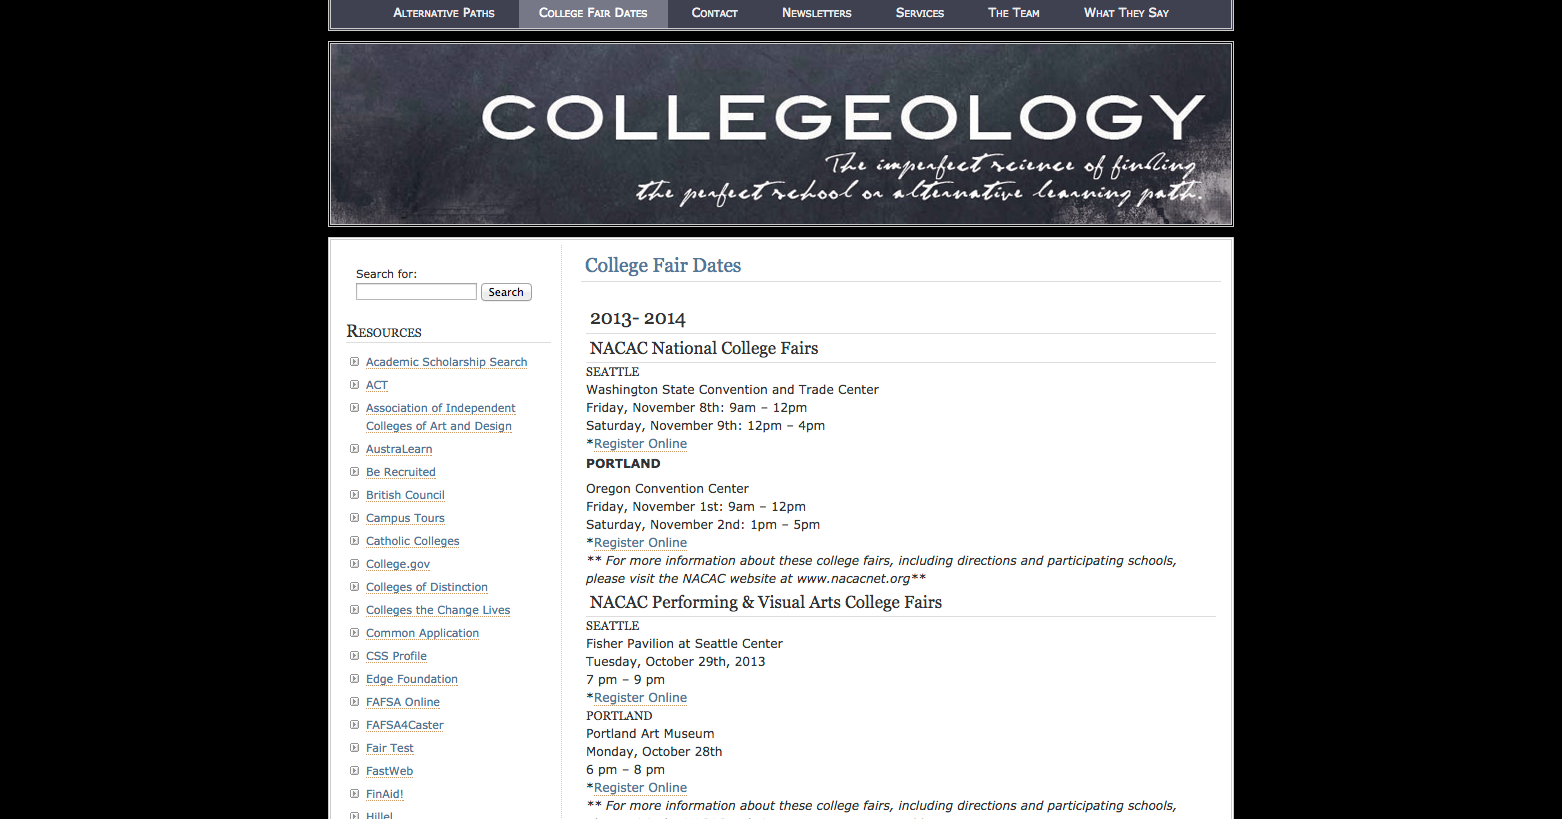 Alternative Paths
College Fair Dates
Contact
Newsletters
Services
The Team
What They Say
COLLEGEOLOGY
The imperfect science of finding
the perfect school or alternative learning path.
Search for:
Search
Resources
Academic Scholarship Search
ACT
Association of Independent
Colleges of Art and Design
AustraLearn
Be Recruited
British Council
Campus Tours
Catholic Colleges
College.gov
Colleges of Distinction
Colleges the Change Lives
Common Application
CSS Profile
Edge Foundation
FAFSA Online
FAFSA4Caster
Fair Test
FastWeb
FinAid!
Hillel
College Fair Dates
2013- 2014
NACAC National College Fairs
SEATTLE
Washington State Convention and Trade Center
Friday, November 8th: 9am – 12pm
Saturday, November 9th: 12pm – 4pm
*Register Online
PORTLAND
Oregon Convention Center
Friday, November 1st: 9am – 12pm
Saturday, November 2nd: 1pm – 5pm
*Register Online
** For more information about these college fairs, including directions and participating schools,
please visit the NACAC website at www.nacacnet.org**
NACAC Performing & Visual Arts College Fairs
SEATTLE
Fisher Pavilion at Seattle Center
Tuesday, October 29th, 2013
7 pm – 9 pm
*Register Online
PORTLAND
Portland Art Museum
Monday, October 28th
6 pm – 8 pm
*Register Online
** For more information about these college fairs, including directions and participating schools,